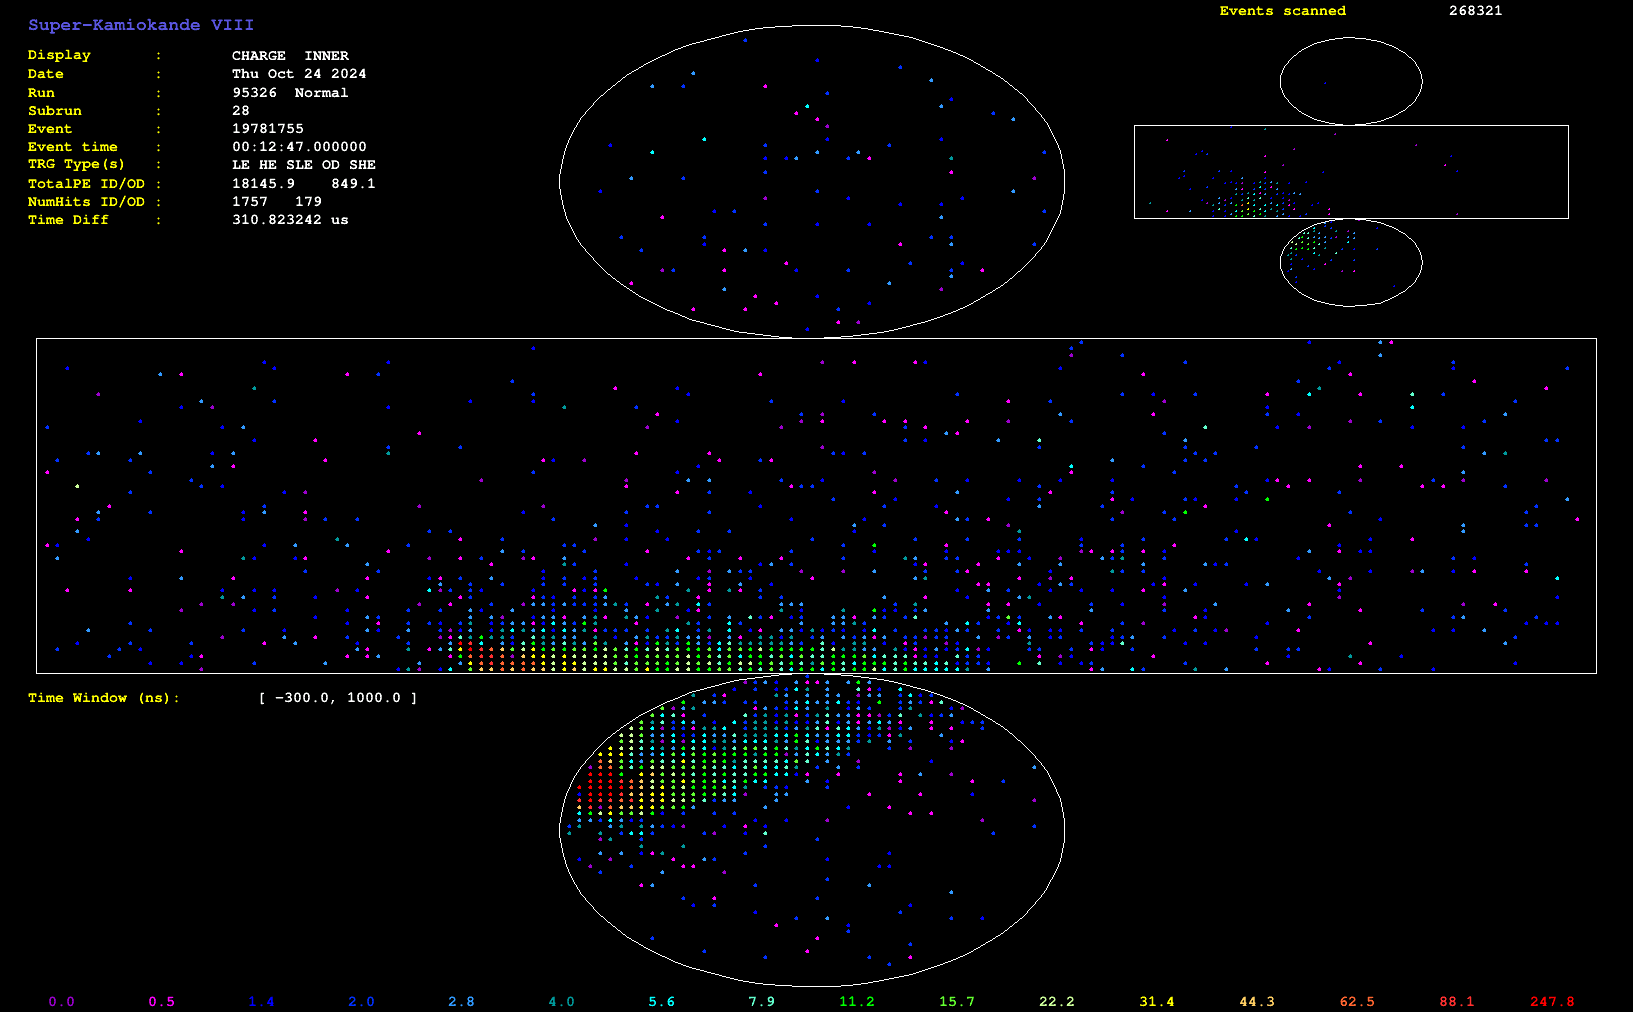 Super-Kamiokande VIII
Events scanned 268321
Display : CHARGE INNER
Date : Thu Oct 24 2024
Run : 95326 Normal
Subrun : 28
Event : 19781755
Event time : 00:12:47.000000
TRG Type(s) : LE HE SLE OD SHE
TotalPE ID/OD : 18145.9 849.1
NumHits ID/OD : 1757 179
Time Diff : 310.823242 us
Time Window (ns): [ −300.0, 1000.0 ]
0.0 0.5 1.4 2.0 2.8 4.0 5.6 7.9 11.2 15.7 22.2 31.4 44.3 62.5 88.1 247.8